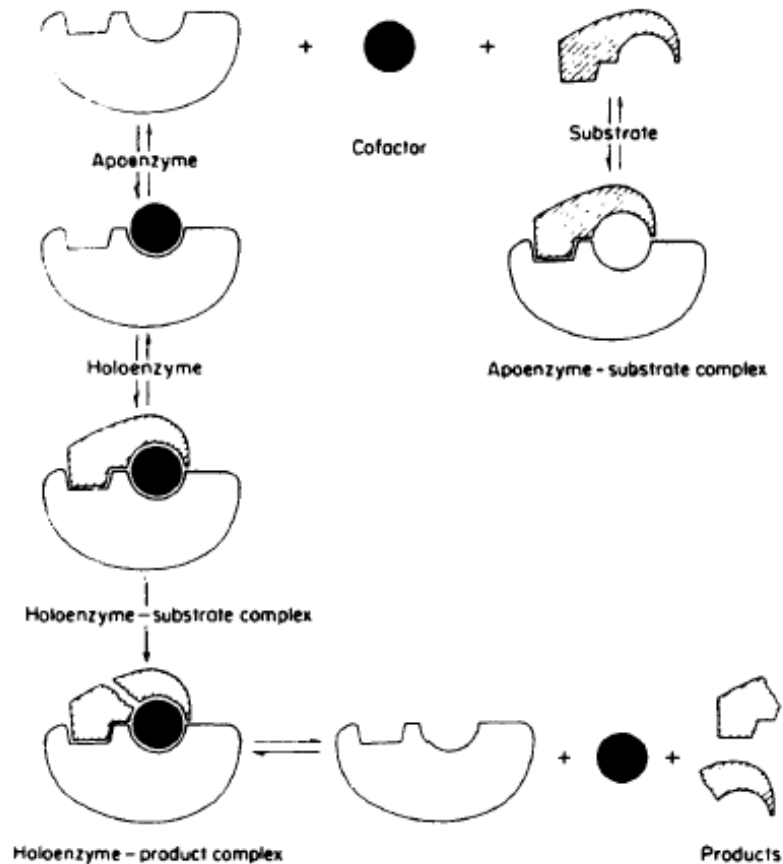 +
+
Cofactor
Substrate
Apoenzyme
Holoenzyme
Apoenzyme - substrate complex
Holoenzyme - substrate complex
+
+
Holoenzyme - product complex
Products